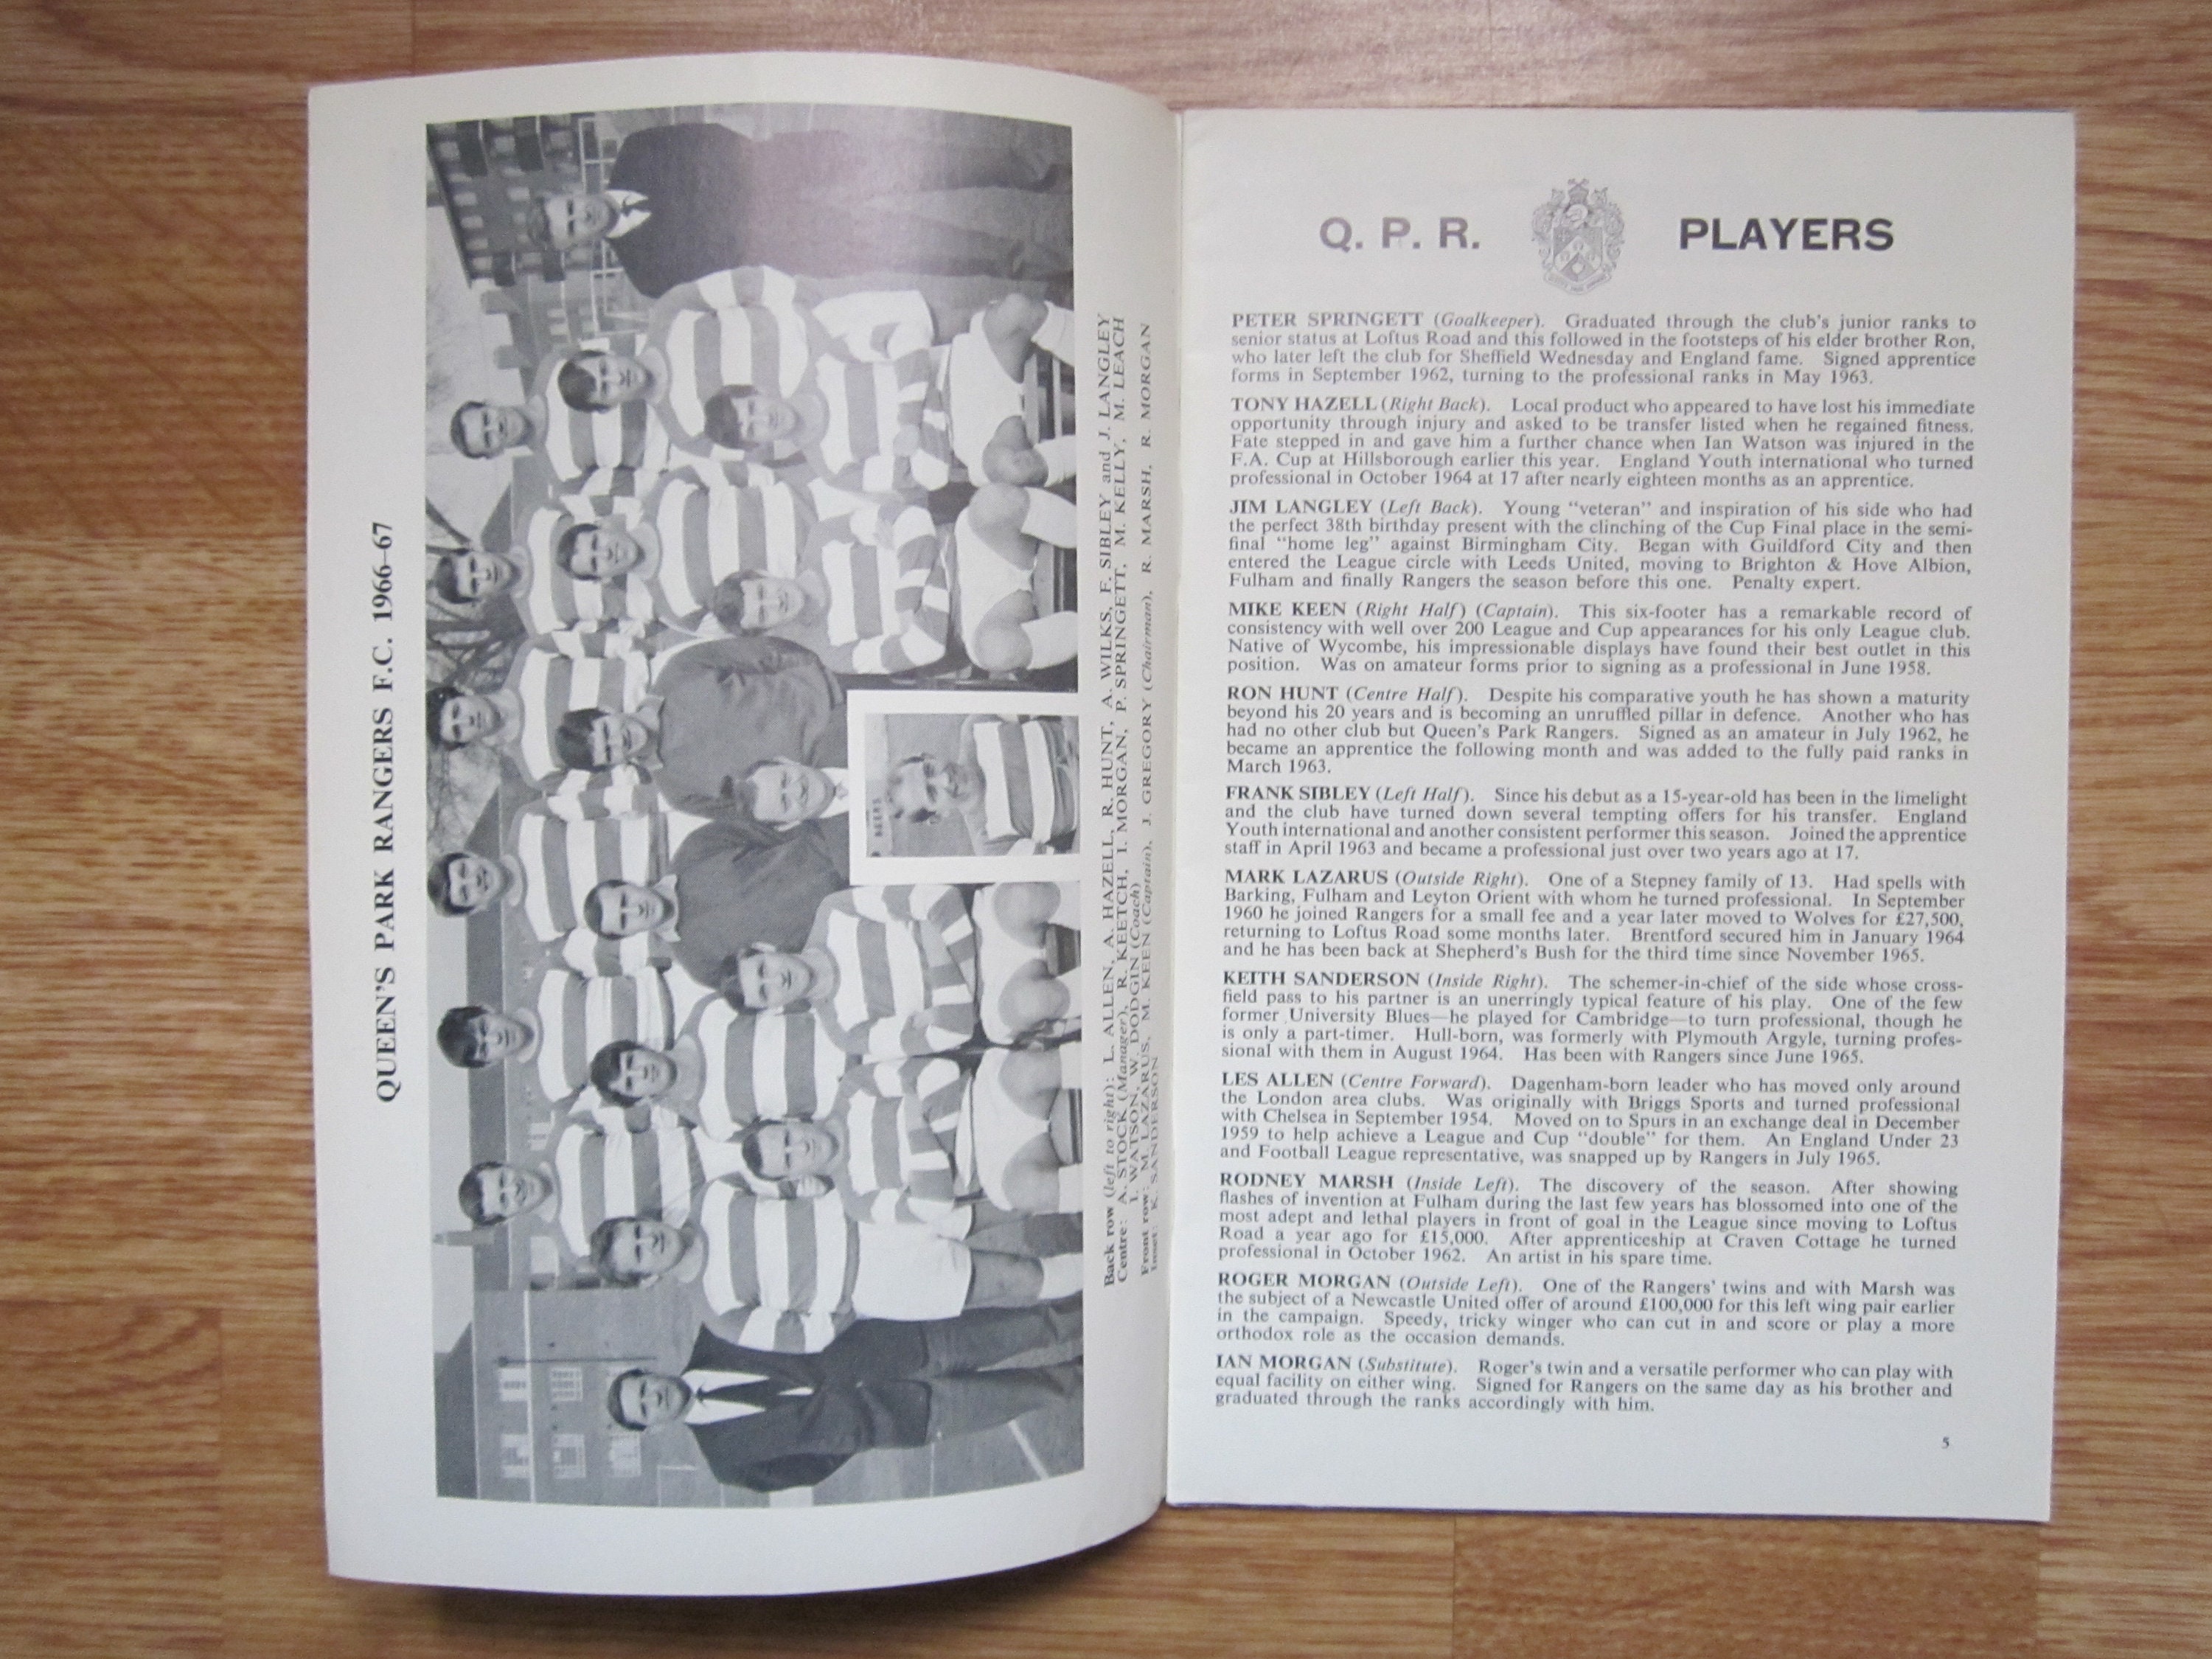 QUEEN'S PARK RANGERS F.C. 1966–67
Back row (left to right): L. ALLEN, A. HAZELL, R. HUNT, A. WILKS, F. SIBLEY and J. LANGLEY
Centre: A. STOCK (Manager), R. KEETCH, I. MORGAN, P. SPRINGETT, M. KELLY, M. LEACH
I. WATSON, W. DODGIN (Coach)
Front row: M. LAZARUS, M. KEEN (Captain), J. GREGORY (Chairman), R. MARSH, R. MORGAN
Inset: K. SANDERSON
Q. P. R. PLAYERS
PETER SPRINGETT (Goalkeeper). Graduated through the club's junior ranks to
senior status at Loftus Road and this followed in the footsteps of his elder brother Ron,
who later left the club for Sheffield Wednesday and England fame. Signed apprentice
forms in September 1962, turning to the professional ranks in May 1963.
TONY HAZELL (Right Back). Local product who appeared to have lost his immediate
opportunity through injury and asked to be transfer listed when he regained fitness.
Fate stepped in and gave him a further chance when Ian Watson was injured in the
F.A. Cup at Hillsborough earlier this year. England Youth international who turned
professional in October 1964 at 17 after nearly eighteen months as an apprentice.
JIM LANGLEY (Left Back). Young "veteran" and inspiration of his side who had
the perfect 38th birthday present with the clinching of the Cup Final place in the semi-
final "home leg" against Birmingham City. Began with Guildford City and then
entered the League circle with Leeds United, moving to Brighton & Hove Albion,
Fulham and finally Rangers the season before this one. Penalty expert.
MIKE KEEN (Right Half) (Captain). This six-footer has a remarkable record of
consistency with well over 200 League and Cup appearances for his only League club.
Native of Wycombe, his impressionable displays have found their best outlet in this
position. Was on amateur forms prior to signing as a professional in June 1958.
RON HUNT (Centre Half). Despite his comparative youth he has shown a maturity
beyond his 20 years and is becoming an unruffled pillar in defence. Another who has
had no other club but Queen's Park Rangers. Signed as an amateur in July 1962, he
became an apprentice the following month and was added to the fully paid ranks in
March 1963.
FRANK SIBLEY (Left Half). Since his debut as a 15-year-old has been in the limelight
and the club have turned down several tempting offers for his transfer. England
Youth international and another consistent performer this season. Joined the apprentice
staff in April 1963 and became a professional just over two years ago at 17.
MARK LAZARUS (Outside Right). One of a Stepney family of 13. Had spells with
Barking, Fulham and Leyton Orient with whom he turned professional. In September
1960 he joined Rangers for a small fee and a year later moved to Wolves for £27,500,
returning to Loftus Road some months later. Brentford secured him in January 1964
and he has been back at Shepherd's Bush for the third time since November 1965.
KEITH SANDERSON (Inside Right). The schemer-in-chief of the side whose cross-
field pass to his partner is an unerringly typical feature of his play. One of the few
former University Blues—he played for Cambridge—to turn professional, though he
is only a part-timer. Hull-born, was formerly with Plymouth Argyle, turning profes-
sional with them in August 1964. Has been with Rangers since June 1965.
LES ALLEN (Centre Forward). Dagenham-born leader who has moved only around
the London area clubs. Was originally with Briggs Sports and turned professional
with Chelsea in September 1954. Moved on to Spurs in an exchange deal in December
1959 to help achieve a League and Cup "double" for them. An England Under 23
and Football League representative, was snapped up by Rangers in July 1965.
RODNEY MARSH (Inside Left). The discovery of the season. After showing
flashes of invention at Fulham during the last few years has blossomed into one of the
most adept and lethal players in front of goal in the League since moving to Loftus
Road a year ago for £15,000. After apprenticeship at Craven Cottage he turned
professional in October 1962. An artist in his spare time.
ROGER MORGAN (Outside Left). One of the Rangers' twins and with Marsh was
the subject of a Newcastle United offer of around £100,000 for this left wing pair earlier
in the campaign. Speedy, tricky winger who can cut in and score or play a more
orthodox role as the occasion demands.
IAN MORGAN (Substitute). Roger's twin and a versatile performer who can play with
equal facility on either wing. Signed for Rangers on the same day as his brother and
graduated through the ranks accordingly with him.
5